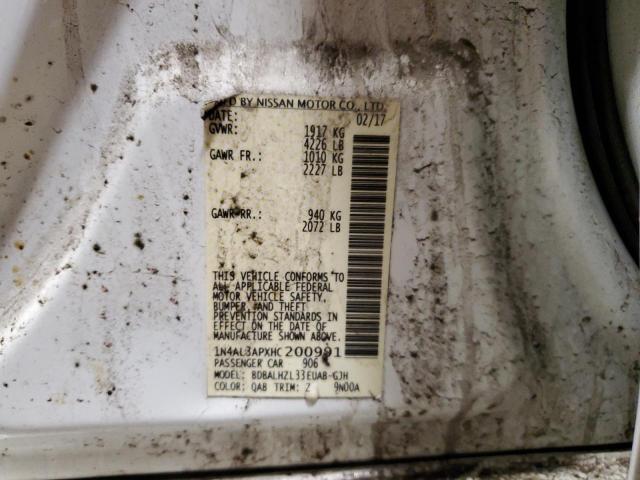 MFD BY NISSAN MOTOR CO., LTD.
DATE: 02/17
GVWR: 1917 KG
4226 LB
GAWR FR.: 1010 KG
2227 LB
GAWR RR.: 940 KG
2072 LB
THIS VEHICLE CONFORMS TO
ALL APPLICABLE FEDERAL
MOTOR VEHICLE SAFETY,
BUMPER, AND THEFT
PREVENTION STANDARDS IN
EFFECT ON THE DATE OF
MANUFACTURE SHOWN ABOVE.
1N4AL3APXHC200991
PASSENGER CAR 906
MODEL: BDBALHZL33EUAB-GJH
COLOR: QAB TRIM: Z 9N00A